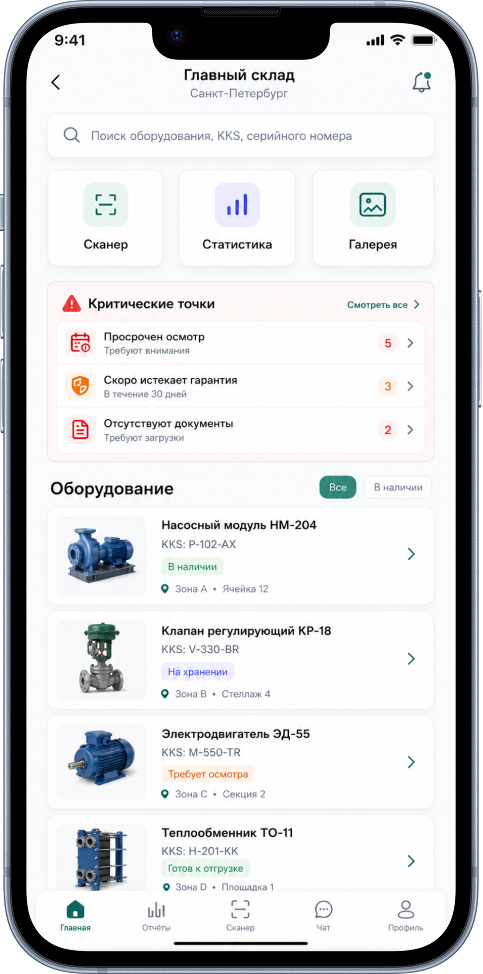 9:41
Главный склад
Санкт-Петербург
Поиск оборудования, KKS, серийного номера
Сканер
Статистика
Галерея
Критические точки
Смотреть все
Просрочен осмотр
Требуют внимания
5
Скоро истекает гарантия
В течение 30 дней
3
Отсутствуют документы
Требуют загрузки
2
Оборудование
Все
В наличии
Насосный модуль НМ-204
KKS: P-102-AX
В наличии
Зона A • Ячейка 12
Клапан регулирующий КР-18
KKS: V-330-BR
На хранении
Зона B • Стеллаж 4
Электродвигатель ЭД-55
KKS: M-550-TR
Требует осмотра
Зона C • Секция 2
Теплообменник ТО-11
KKS: H-201-KK
Готов к отгрузке
Зона D • Площадка 1
Главная
Отчёты
Сканер
Чат
Профиль